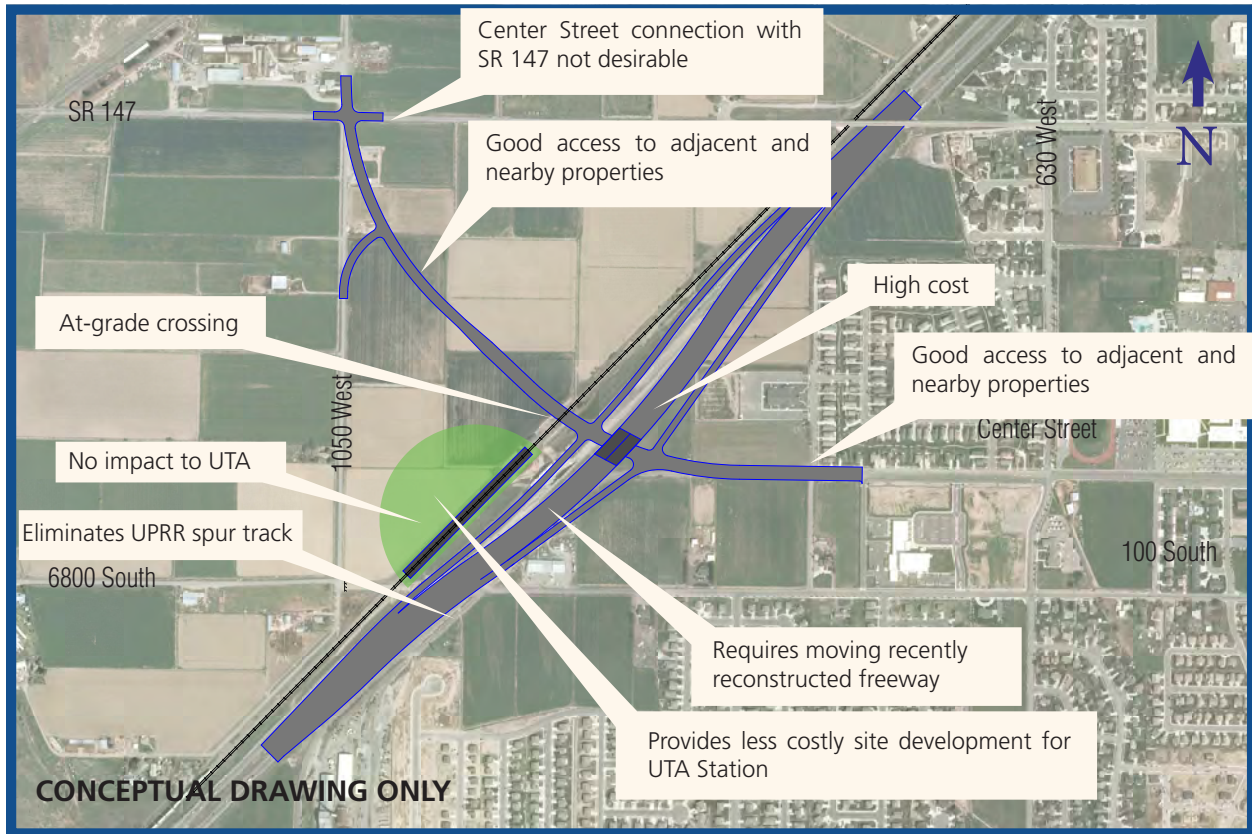 Center Street connection with
SR 147 not desirable
SR 147
N
630 West
Good access to adjacent and
nearby properties
High cost
At-grade crossing
Good access to adjacent and
nearby properties
1050 West
Center Street
No impact to UTA
Eliminates UPRR spur track
6800 South
100 South
Requires moving recently
reconstructed freeway
Provides less costly site development for
UTA Station
CONCEPTUAL DRAWING ONLY